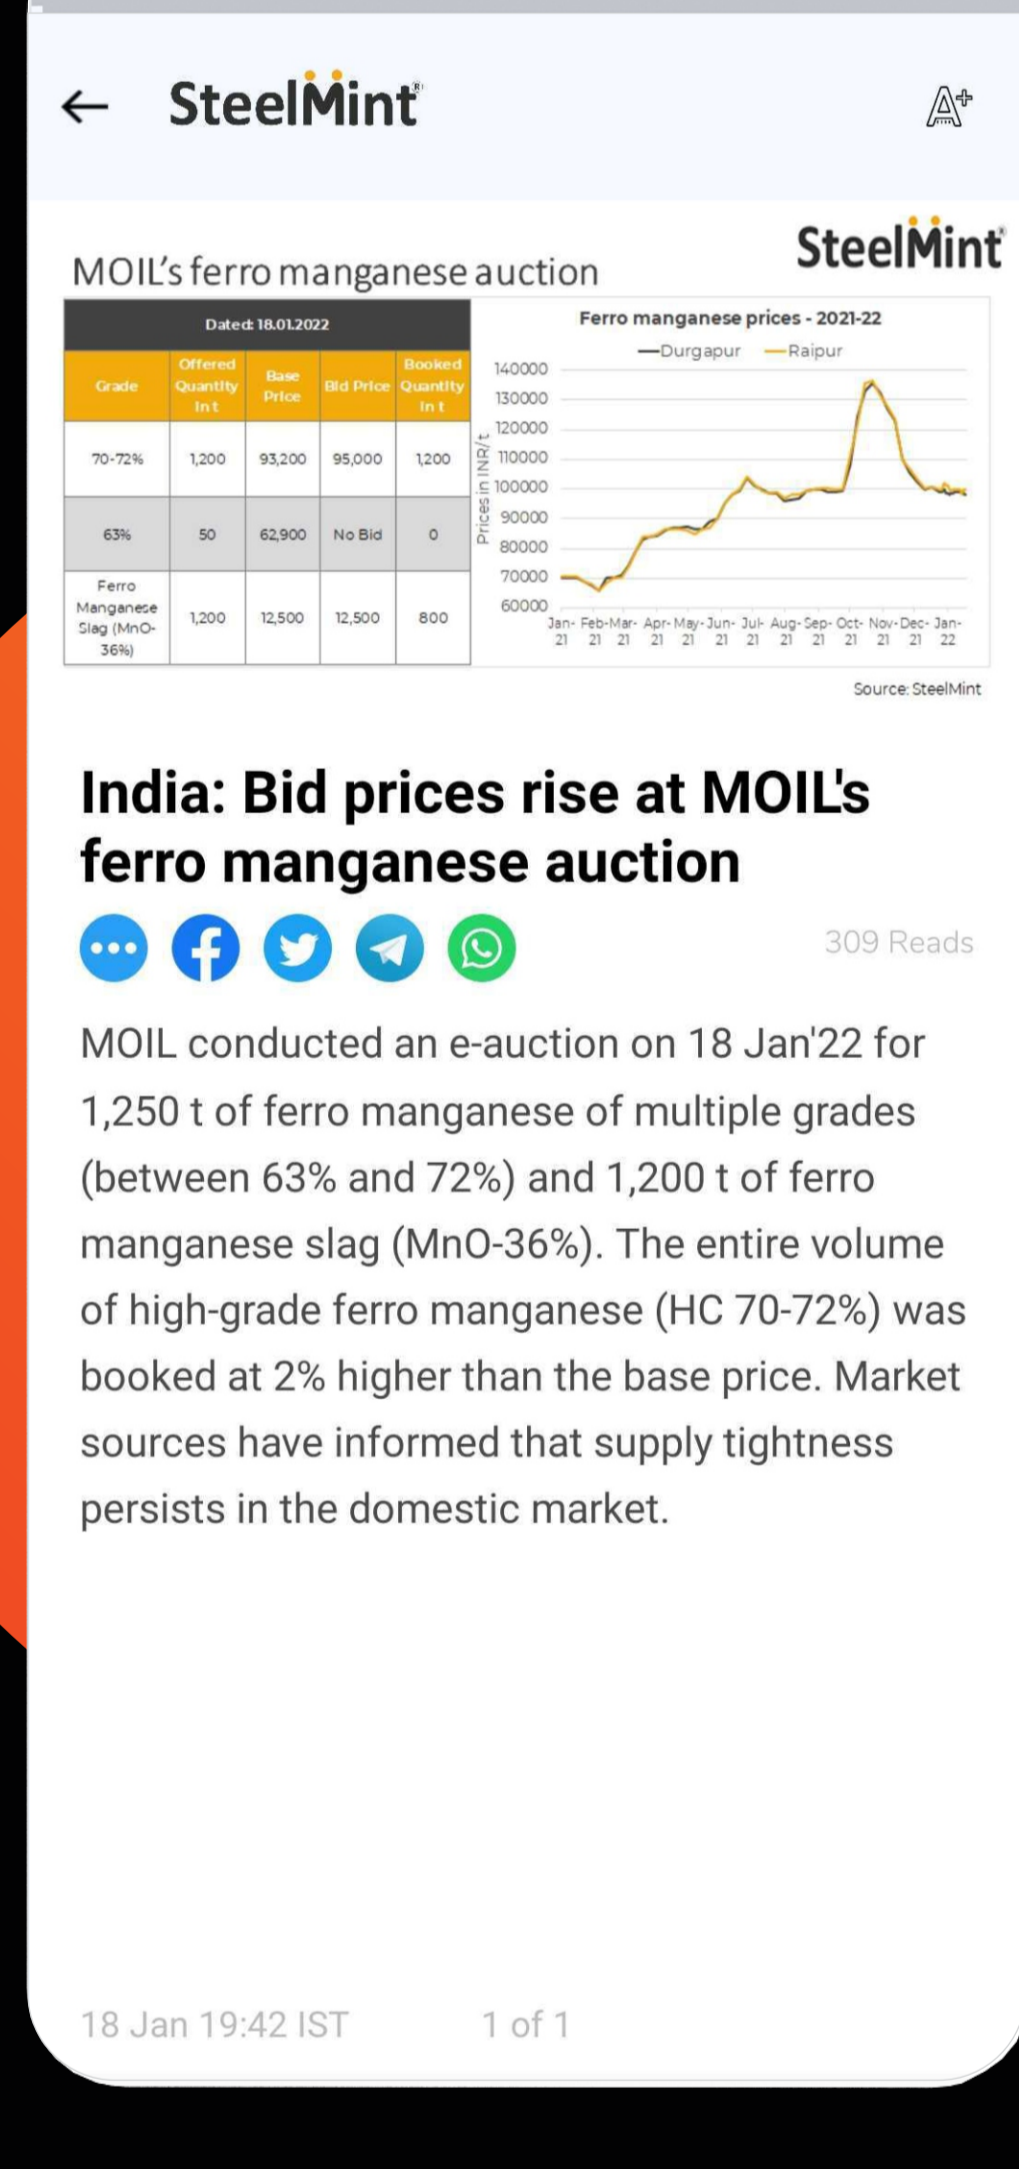 SteelMint®
A+
SteelMint®
MOIL's ferro manganese auction
Dated: 18.01.2022
Grade
Offered Quantity in t
Base Price
Bid Price
Booked Quantity in t
70-72%
1,200
93,200
95,000
1,200
63%
50
62,900
No Bid
0
Ferro Manganese Slag (MnO-36%)
1,200
12,500
12,500
800
Ferro manganese prices - 2021-22
Durgapur
Raipur
Prices in INR/t
140000
130000
120000
110000
100000
90000
80000
70000
60000
Jan-21
Feb-21
Mar-21
Apr-21
May-21
Jun-21
Jul-21
Aug-21
Sep-21
Oct-21
Nov-21
Dec-21
Jan-22
Source: SteelMint
India: Bid prices rise at MOIL's
ferro manganese auction
309 Reads
MOIL conducted an e-auction on 18 Jan'22 for
1,250 t of ferro manganese of multiple grades
(between 63% and 72%) and 1,200 t of ferro
manganese slag (MnO-36%). The entire volume
of high-grade ferro manganese (HC 70-72%) was
booked at 2% higher than the base price. Market
sources have informed that supply tightness
persists in the domestic market.
18 Jan 19:42 IST
1 of 1